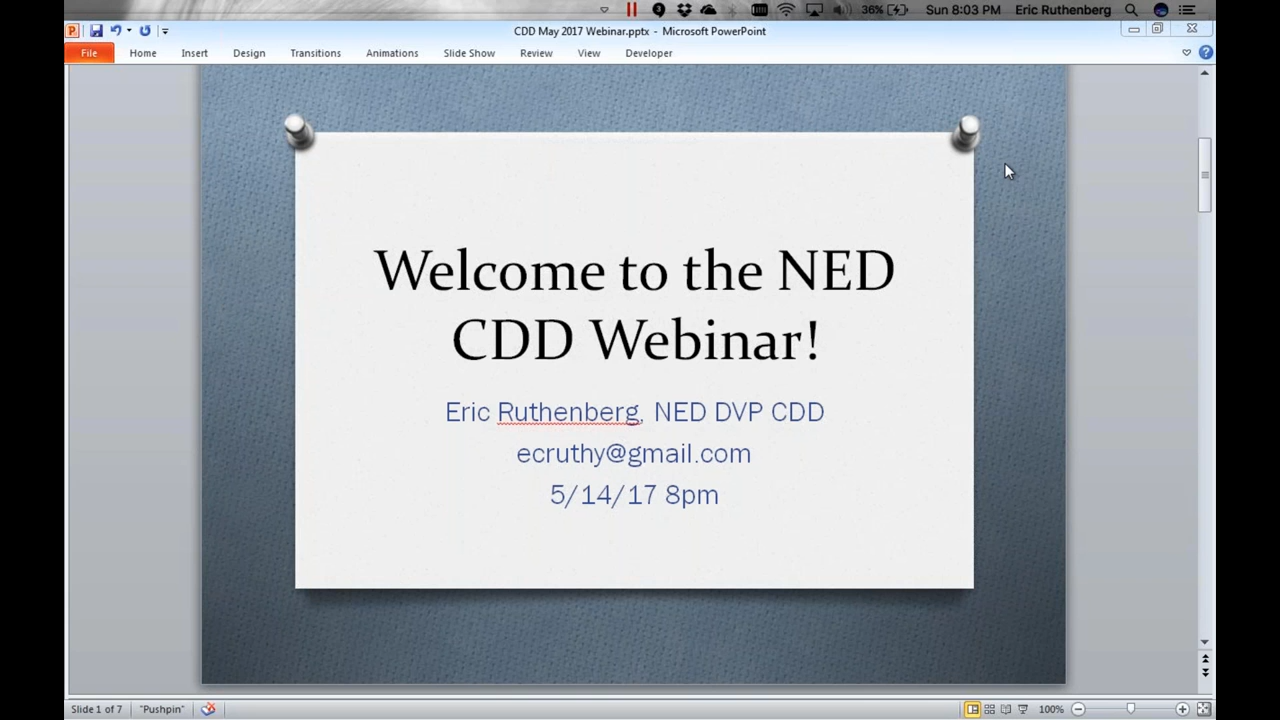 36%
Sun 8:03 PM
Eric Ruthenberg
CDD May 2017 Webinar.pptx - Microsoft PowerPoint
File Home Insert Design Transitions Animations Slide Show Review View Developer
Welcome to the NED
CDD Webinar!
Eric Ruthenberg, NED DVP CDD
ecruthy@gmail.com
5/14/17 8pm
Slide 1 of 7
"Pushpin"
100%